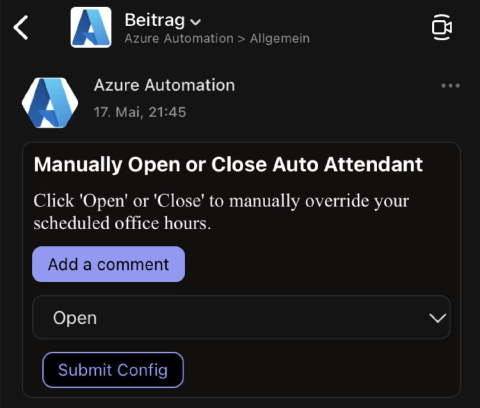 Beitrag
Azure Automation > Allgemein
Azure Automation
17. Mai, 21:45
Manually Open or Close Auto Attendant
Click 'Open' or 'Close' to manually override your
scheduled office hours.
Add a comment
Open
Submit Config